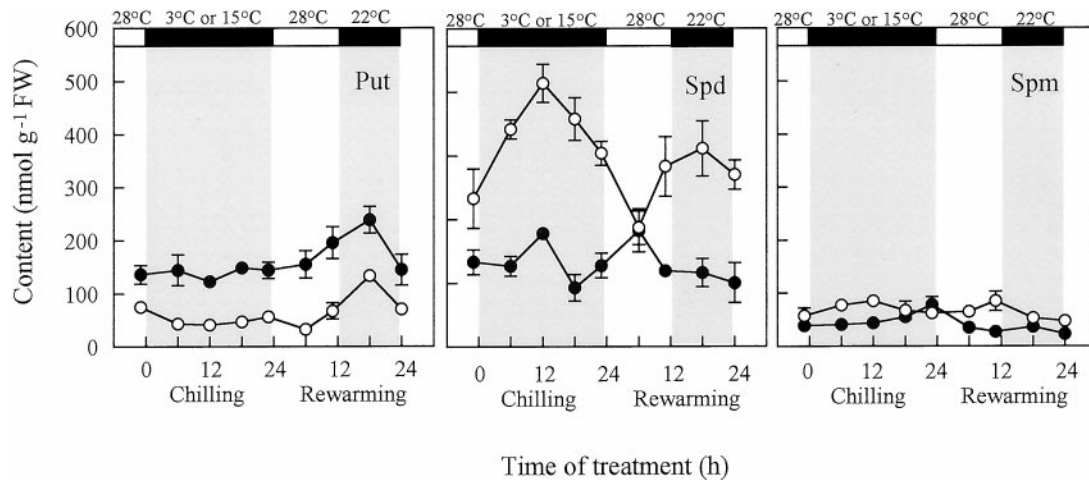 28°C 3°C or 15°C 28°C 22°C 28°C 3°C or 15°C 28°C 22°C 28°C 3°C or 15°C 28°C 22°C
600
500
400
300
200
100
0
Content (nmol g⁻¹ FW)
Put Spd Spm
0 12 24 12 24 0 12 24 12 24 0 12 24 12 24
Chilling Rewarming Chilling Rewarming Chilling Rewarming
Time of treatment (h)